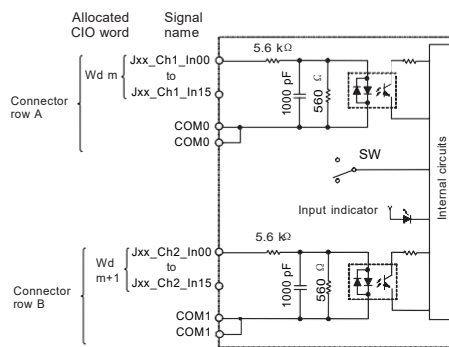 Allocated CIO word
Signal name
Connector row A
Wd m
Jxx_Ch1_In00
to
Jxx_Ch1_In15
COM0
COM0
5.6 kΩ
1000 pF
560 Ω
SW
Input indicator
Internal circuits
Connector row B
Wd m+1
Jxx_Ch2_In00
to
Jxx_Ch2_In15
COM1
COM1
5.6 kΩ
1000 pF
560 Ω